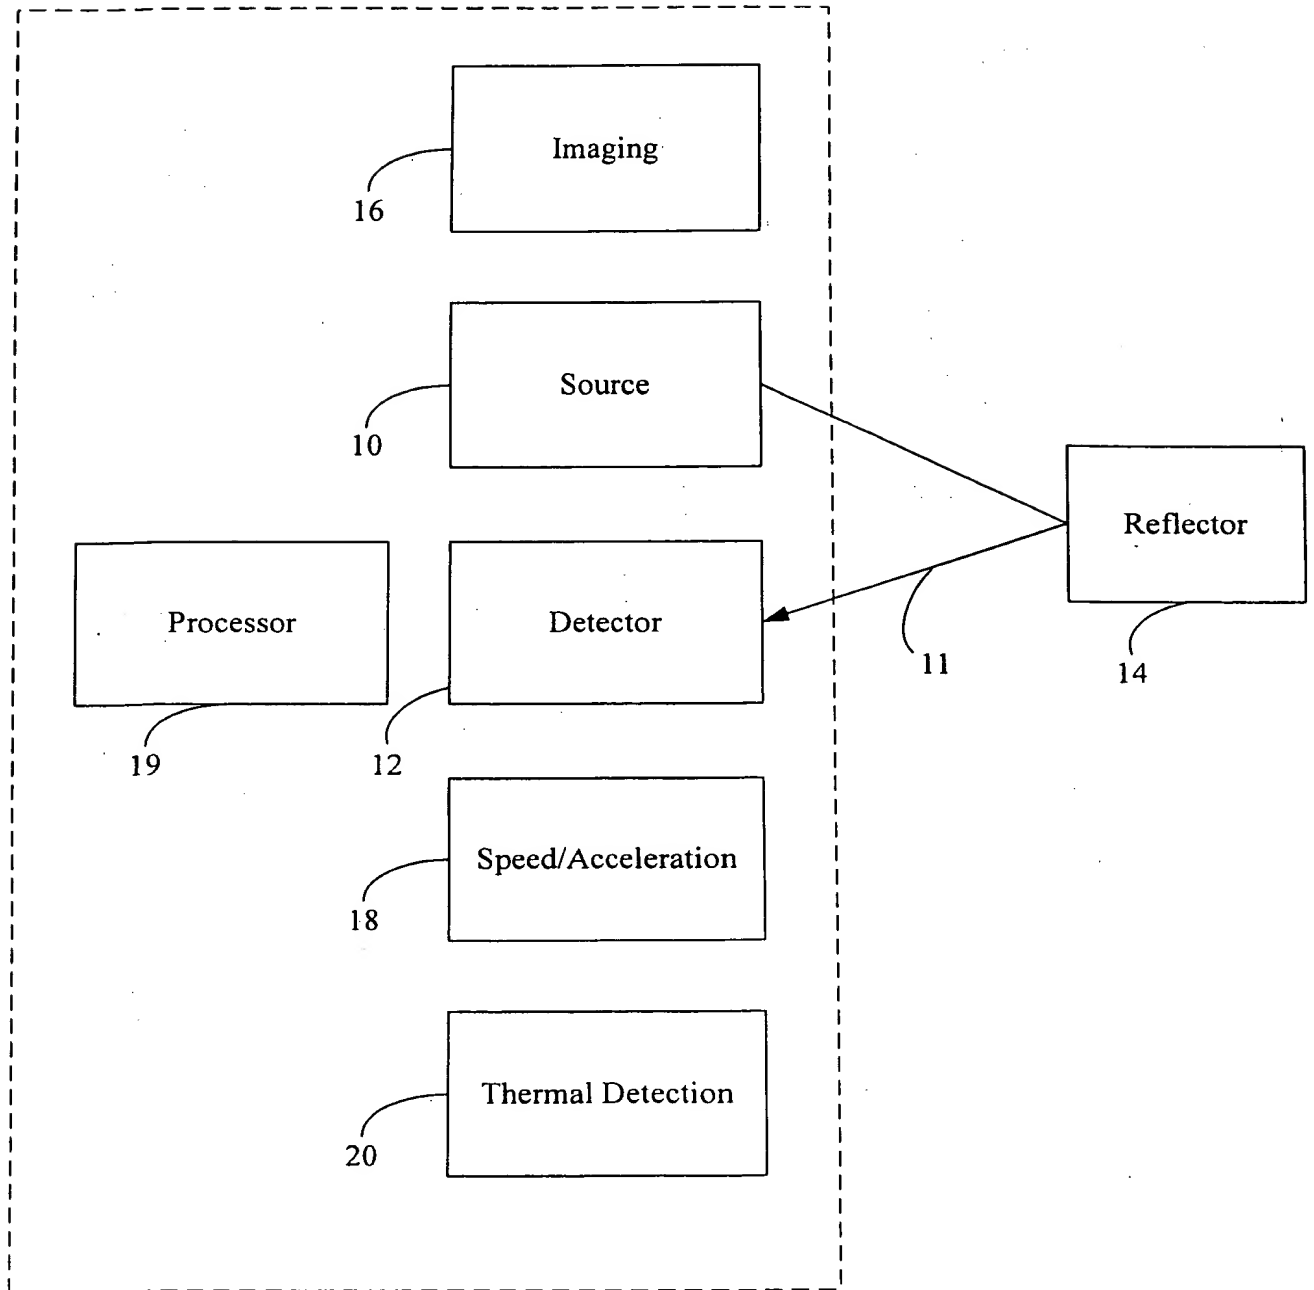 Imaging
16
Source
10
Reflector
14
11
Processor
19
Detector
12
Speed/Acceleration
18
Thermal Detection
20